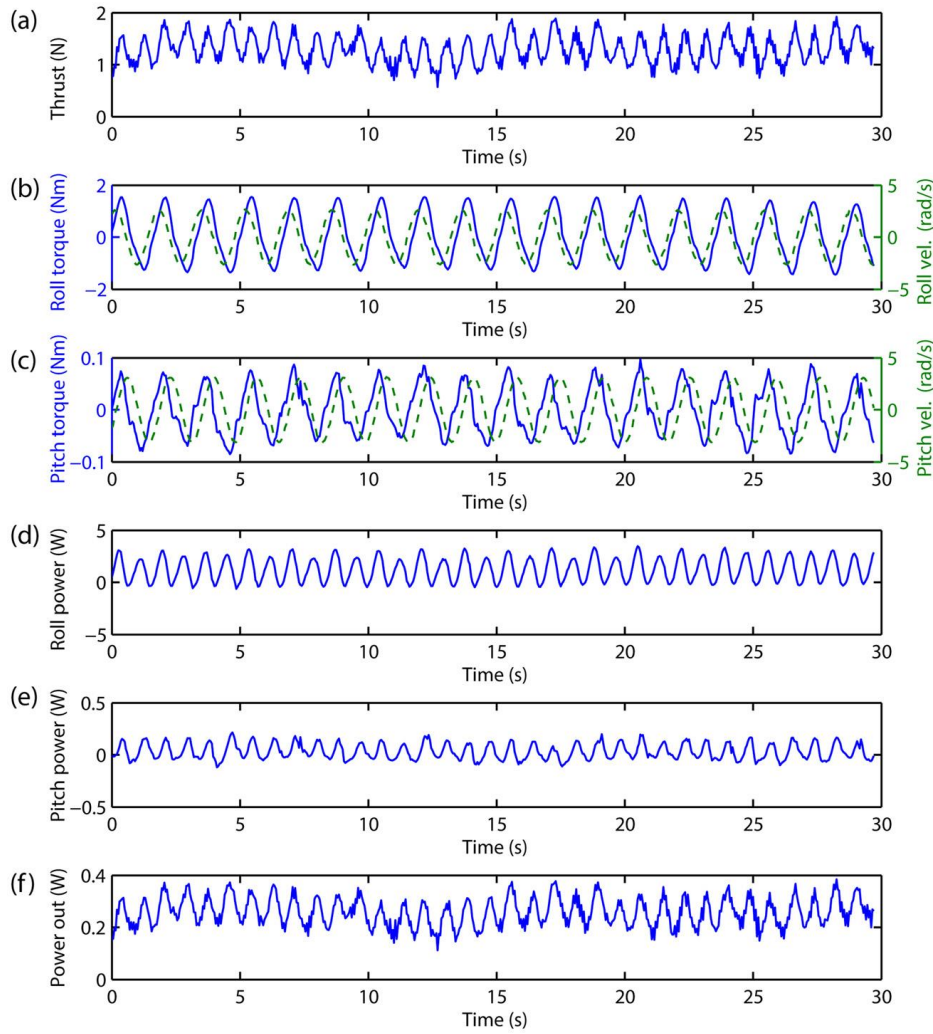 (a)
Thrust (N)
2
1
0
0 5 10 15 20 25 30
Time (s)
(b)
Roll torque (Nm)
2
0
−2
5
0
−5
Roll vel. (rad/s)
0 5 10 15 20 25 30
Time (s)
(c)
Pitch torque (Nm)
0.1
0
−0.1
5
0
−5
Pitch vel. (rad/s)
0 5 10 15 20 25 30
Time (s)
(d)
Roll power (W)
5
0
−5
0 5 10 15 20 25 30
Time (s)
(e)
Pitch power (W)
0.5
0
−0.5
0 5 10 15 20 25 30
Time (s)
(f)
Power out (W)
0.4
0.2
0
0 5 10 15 20 25 30
Time (s)